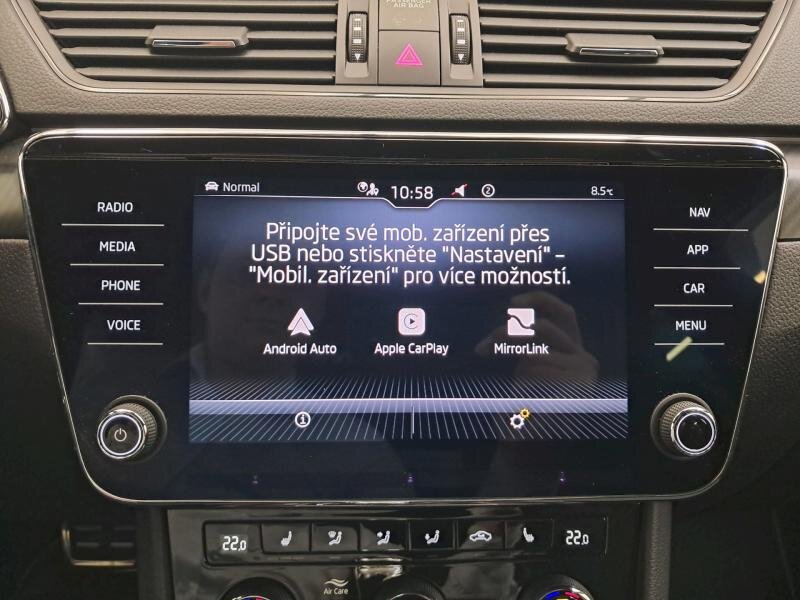 PASSENGER
AIR BAG
RADIO
MEDIA
PHONE
VOICE
Normal
10:58
2
8.5°C
Připojte své mob. zařízení přes
USB nebo stiskněte "Nastavení" –
"Mobil. zařízení" pro více možností.
Android Auto
Apple CarPlay
MirrorLink
NAV
APP
CAR
MENU
22.0
22.0
Air Care